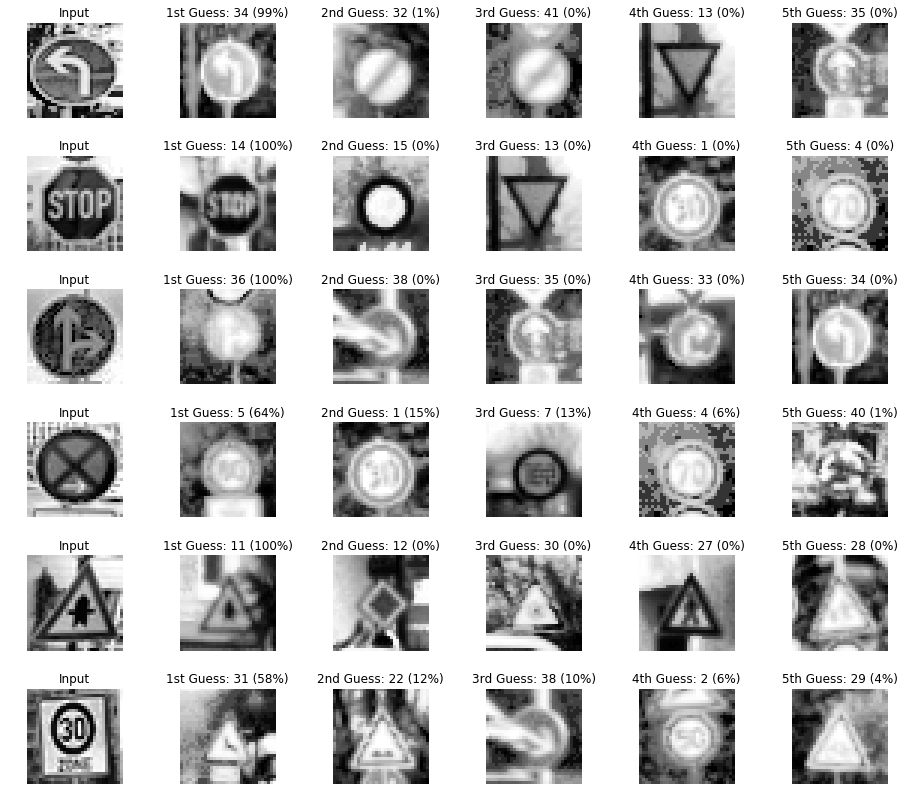 Input 1st Guess: 34 (99%) 2nd Guess: 32 (1%) 3rd Guess: 41 (0%) 4th Guess: 13 (0%) 5th Guess: 35 (0%)
Input 1st Guess: 14 (100%) 2nd Guess: 15 (0%) 3rd Guess: 13 (0%) 4th Guess: 1 (0%) 5th Guess: 4 (0%)
STOP STOP 30 70
Input 1st Guess: 36 (100%) 2nd Guess: 38 (0%) 3rd Guess: 35 (0%) 4th Guess: 33 (0%) 5th Guess: 34 (0%)
Input 1st Guess: 5 (64%) 2nd Guess: 1 (15%) 3rd Guess: 7 (13%) 4th Guess: 4 (6%) 5th Guess: 40 (1%)
80 30 70
Input 1st Guess: 11 (100%) 2nd Guess: 12 (0%) 3rd Guess: 30 (0%) 4th Guess: 27 (0%) 5th Guess: 28 (0%)
Input 1st Guess: 31 (58%) 2nd Guess: 22 (12%) 3rd Guess: 38 (10%) 4th Guess: 2 (6%) 5th Guess: 29 (4%)
30 50
ZONE